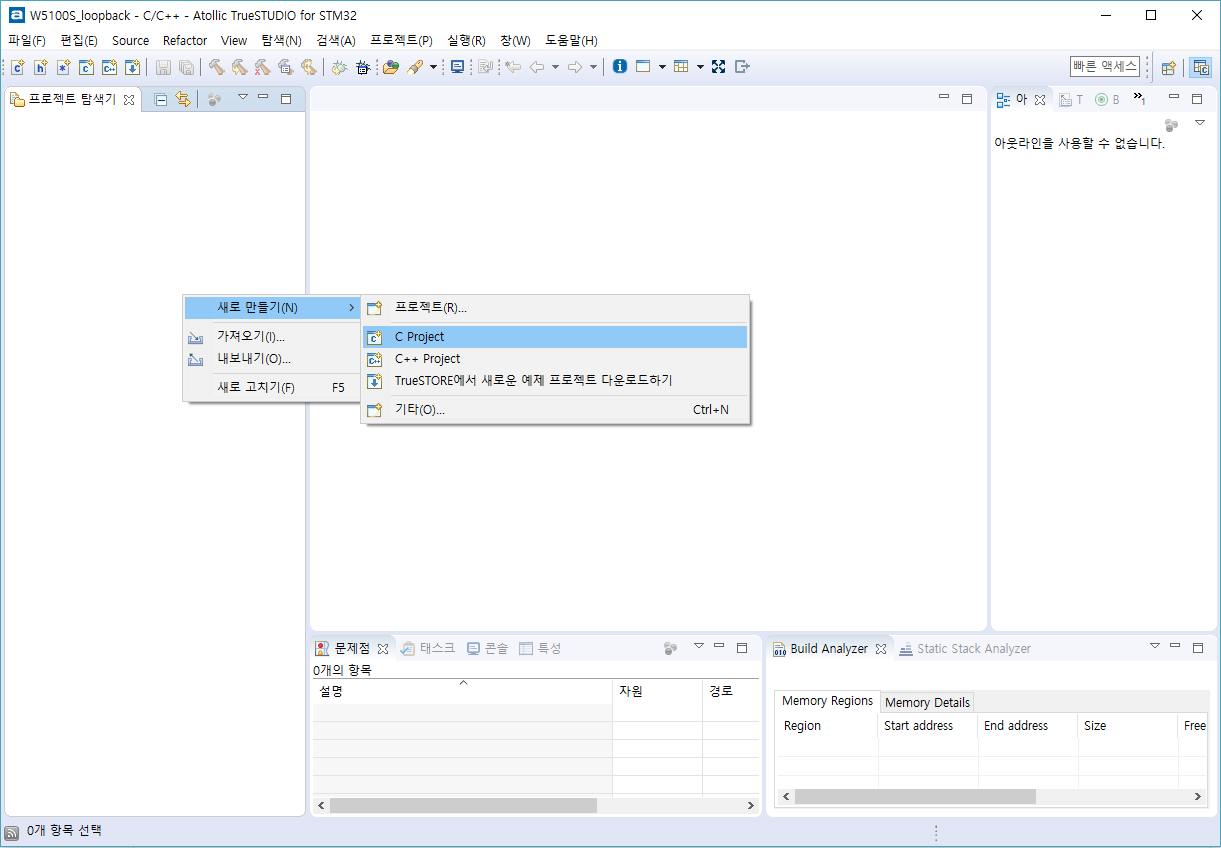 W5100S_loopback - C/C++ - Atollic TrueSTUDIO for STM32
파일(F) 편집(E) Source Refactor View 탐색(N) 검색(A) 프로젝트(P) 실행(R) 창(W) 도움말(H)
빠른 액세스
프로젝트 탐색기
아 T B »1
아웃라인을 사용할 수 없습니다.
새로 만들기(N)
가져오기(I)...
내보내기(O)...
새로 고치기(F) F5
프로젝트(R)...
C Project
C++ Project
TrueSTORE에서 새로운 예제 프로젝트 다운로드하기
기타(O)... Ctrl+N
문제점 태스크 콘솔 특성
0개의 항목
설명 자원 경로
Build Analyzer Static Stack Analyzer
Memory Regions Memory Details
Region Start address End address Size Free
0개 항목 선택